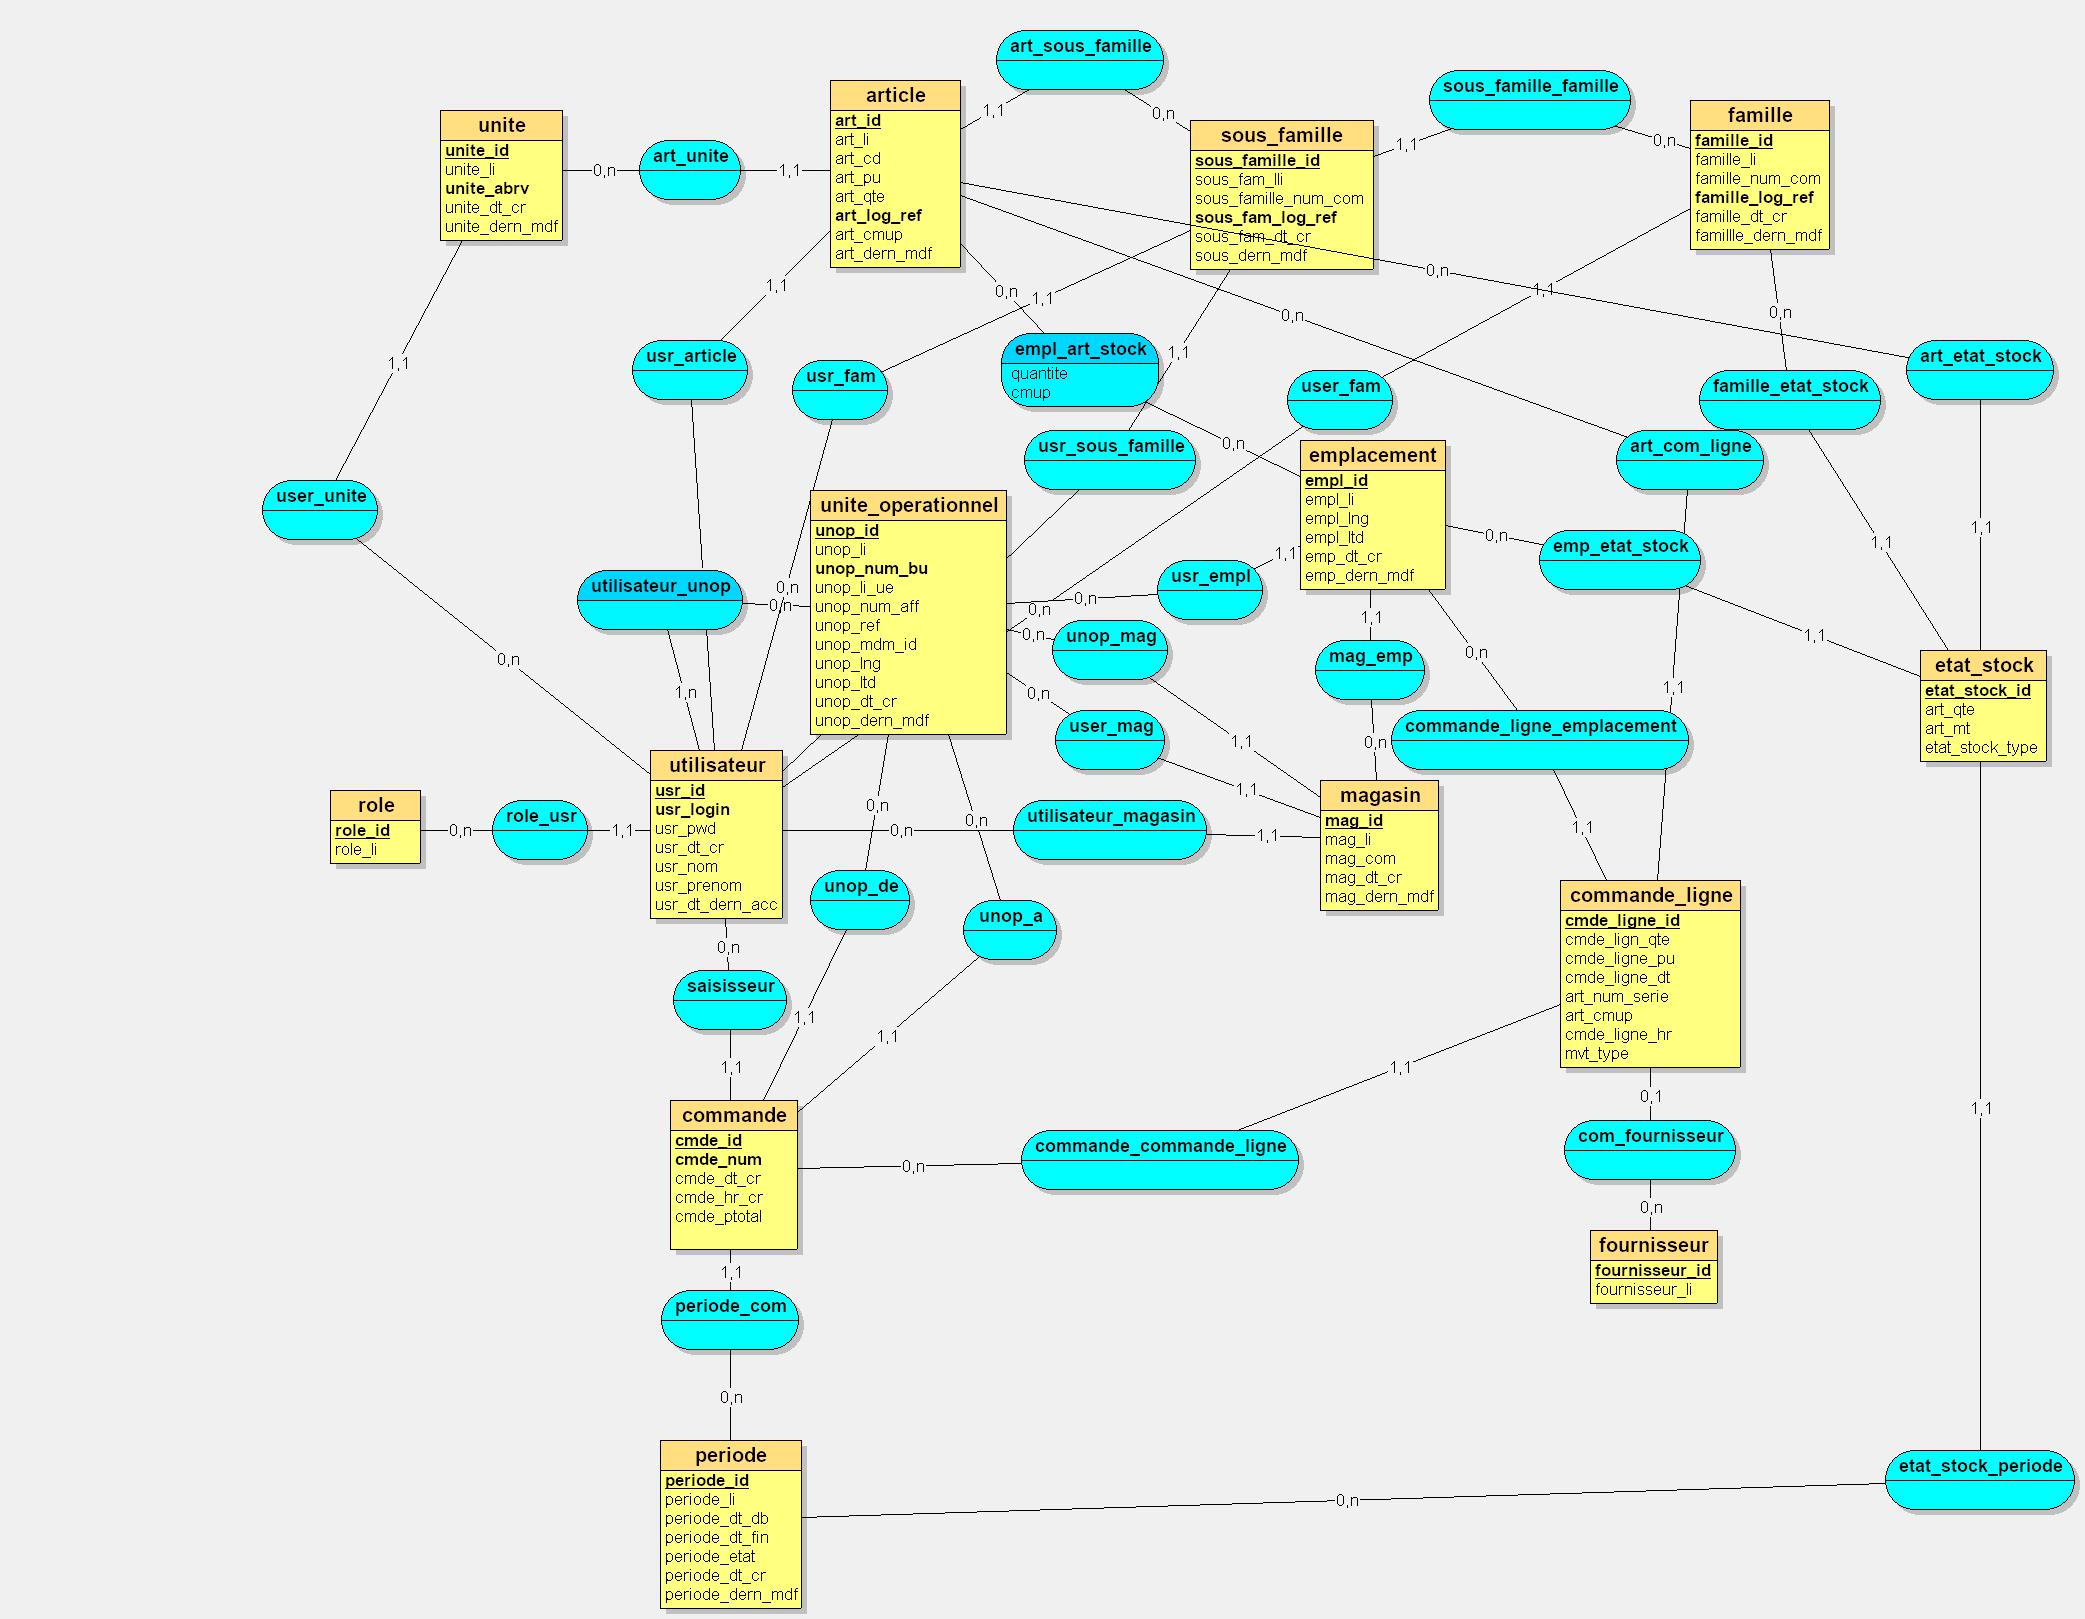 art_sous_famille
sous_famille_famille
article
art_id
art_li
art_cd
art_pu
art_qte
art_log_ref
art_cmup
art_dern_mdf
unite
unite_id
unite_li
unite_abrv
unite_dt_cr
unite_dern_mdf
art_unite
0,n
1,1
1,1
0,n
sous_famille
sous_famille_id
sous_fam_lli
sous_famille_num_com
sous_fam_log_ref
sous_fam_dt_cr
sous_dern_mdf
1,1
0,n
famille
famille_id
famille_li
famille_num_com
famille_log_ref
famille_dt_cr
famillle_dern_mdf
1,1
0,n
1,1
0,n
0,n
1,1
0,n
1,1
1,1
usr_article
usr_fam
empl_art_stock
quantite
cmup
user_fam
famille_etat_stock
art_etat_stock
usr_sous_famille
0,n
art_com_ligne
user_unite
emplacement
empl_id
empl_li
empl_lng
empl_ltd
emp_dt_cr
emp_dern_mdf
unite_operationnel
unop_id
unop_li
unop_num_bu
unop_li_ue
unop_num_aff
unop_ref
unop_mdm_id
unop_lng
unop_ltd
unop_dt_cr
unop_dern_mdf
0,n
emp_etat_stock
1,1
1,1
utilisateur_unop
0,n
0,n
usr_empl
1,1
0,n
0,n
0,n
unop_mag
1,1
mag_emp
0,n
1,1
1,1
0,n
1,n
0,n
user_mag
1,1
0,n
commande_ligne_emplacement
etat_stock
etat_stock_id
art_qte
art_mt
etat_stock_type
utilisateur
usr_id
usr_login
usr_pwd
usr_dt_cr
usr_nom
usr_prenom
usr_dt_dern_acc
role
role_id
role_li
0,n
role_usr
1,1
0,n
0,n
0,n
utilisateur_magasin
1,1
1,1
magasin
mag_id
mag_li
mag_com
mag_dt_cr
mag_dern_mdf
1,1
unop_de
unop_a
commande_ligne
cmde_ligne_id
cmde_lign_qte
cmde_ligne_pu
cmde_ligne_dt
art_num_serie
art_cmup
cmde_ligne_hr
mvt_type
0,n
saisisseur
1,1
1,1
1,1
1,1
0,1
1,1
commande
cmde_id
cmde_num
cmde_dt_cr
cmde_hr_cr
cmde_ptotal
0,n
commande_commande_ligne
com_fournisseur
0,n
fournisseur
fournisseur_id
fournisseur_li
1,1
periode_com
0,n
periode
periode_id
periode_li
periode_dt_db
periode_dt_fin
periode_etat
periode_dt_cr
periode_dern_mdf
0,n
etat_stock_periode